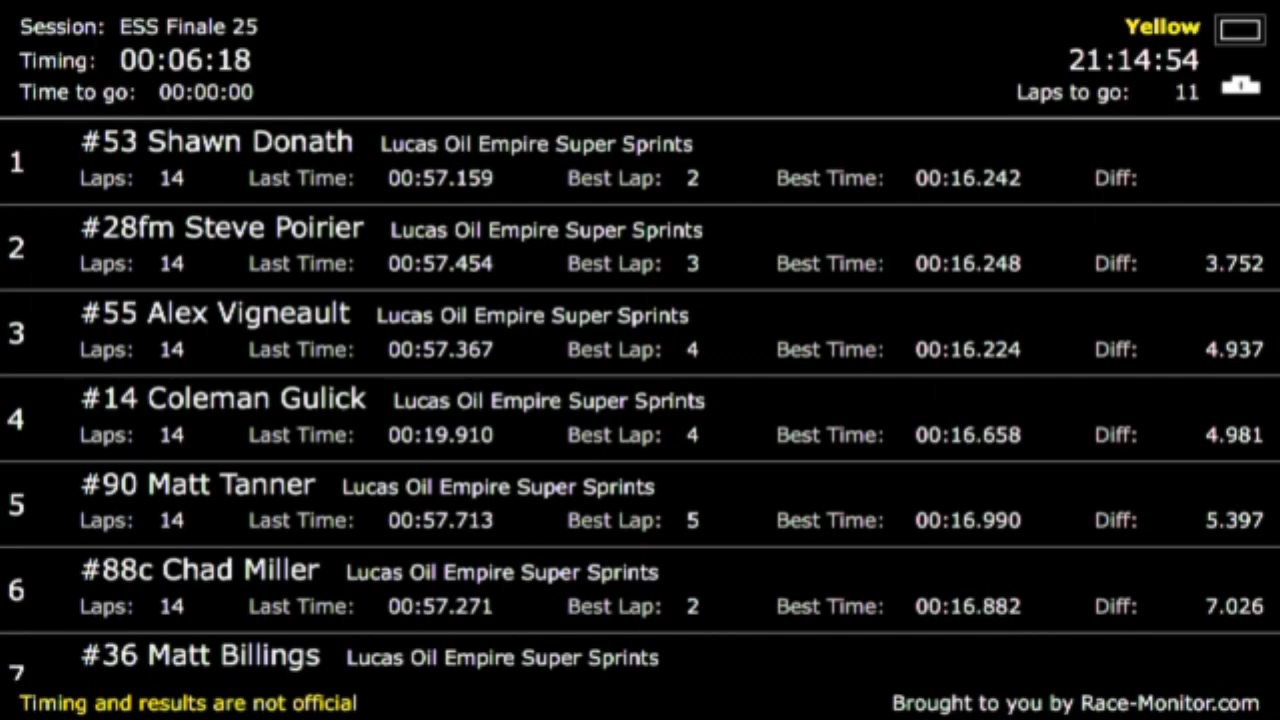 Session: ESS Finale 25 Yellow
Timing: 00:06:18 21:14:54
Time to go: 00:00:00 Laps to go: 11
1 #53 Shawn Donath Lucas Oil Empire Super Sprints
Laps: 14 Last Time: 00:57.159 Best Lap: 2 Best Time: 00:16.242 Diff:
2 #28fm Steve Poirier Lucas Oil Empire Super Sprints
Laps: 14 Last Time: 00:57.454 Best Lap: 3 Best Time: 00:16.248 Diff: 3.752
3 #55 Alex Vigneault Lucas Oil Empire Super Sprints
Laps: 14 Last Time: 00:57.367 Best Lap: 4 Best Time: 00:16.224 Diff: 4.937
4 #14 Coleman Gulick Lucas Oil Empire Super Sprints
Laps: 14 Last Time: 00:19.910 Best Lap: 4 Best Time: 00:16.658 Diff: 4.981
5 #90 Matt Tanner Lucas Oil Empire Super Sprints
Laps: 14 Last Time: 00:57.713 Best Lap: 5 Best Time: 00:16.990 Diff: 5.397
6 #88c Chad Miller Lucas Oil Empire Super Sprints
Laps: 14 Last Time: 00:57.271 Best Lap: 2 Best Time: 00:16.882 Diff: 7.026
7 #36 Matt Billings Lucas Oil Empire Super Sprints
Timing and results are not official Brought to you by Race-Monitor.com